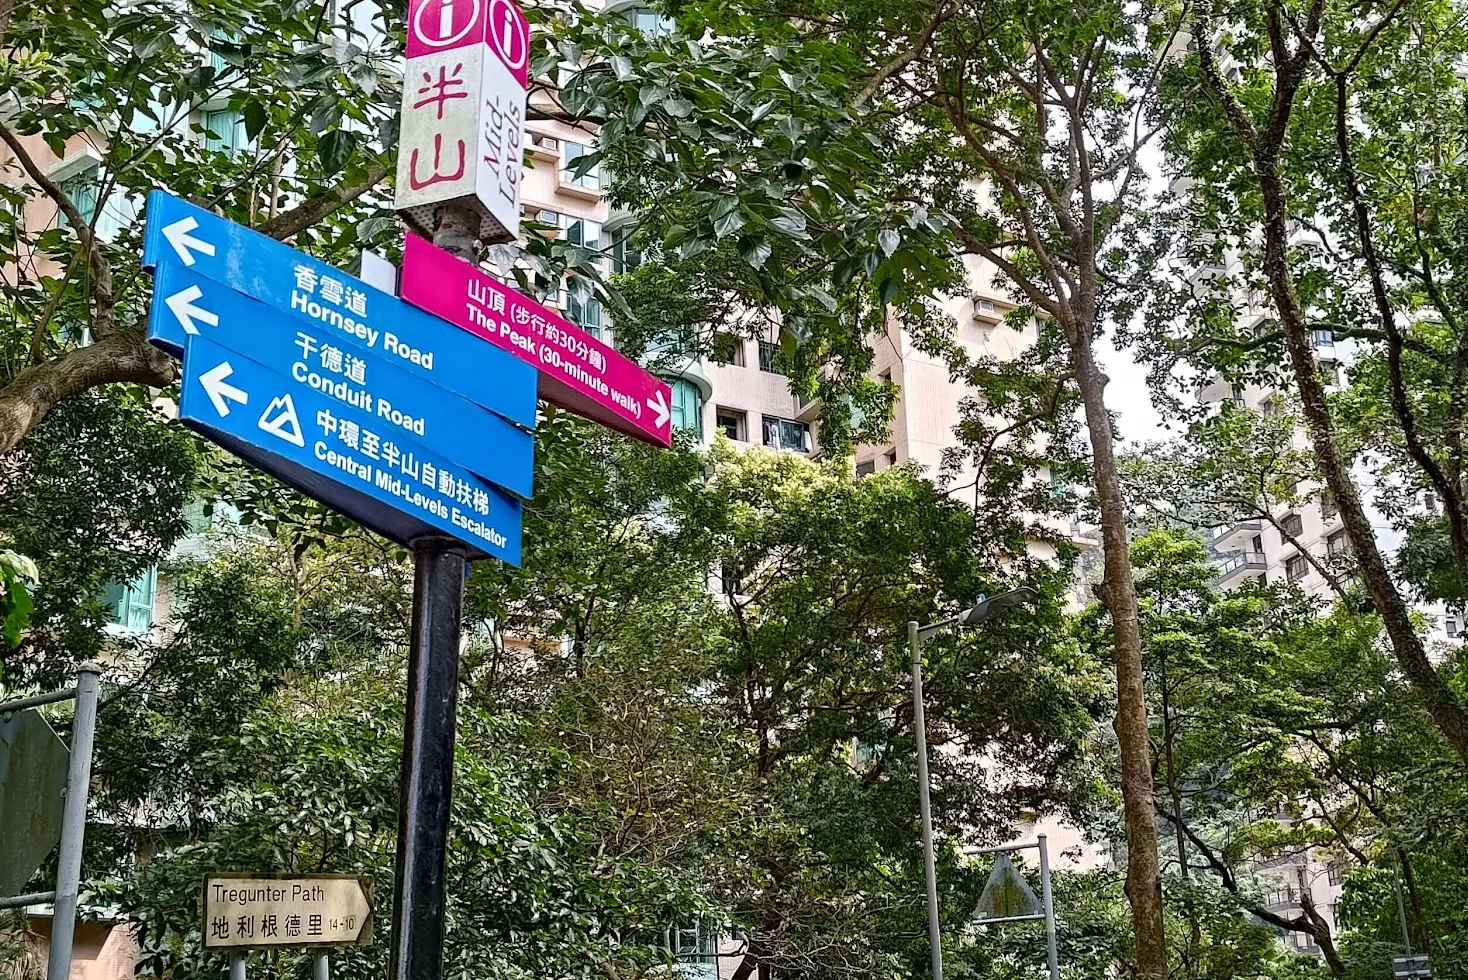 i
i
半山
Mid-
Levels
山頂 (步行約30分鐘)
The Peak (30-minute walk)
香雪道
Hornsey Road
干德道
Conduit Road
中環至半山自動扶梯
Central Mid-Levels Escalator
Tregunter Path
地利根德里 14-10